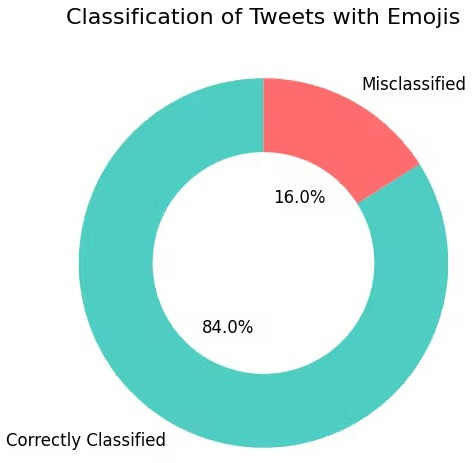 Classification of Tweets with Emojis
Misclassified
16.0%
84.0%
Correctly Classified